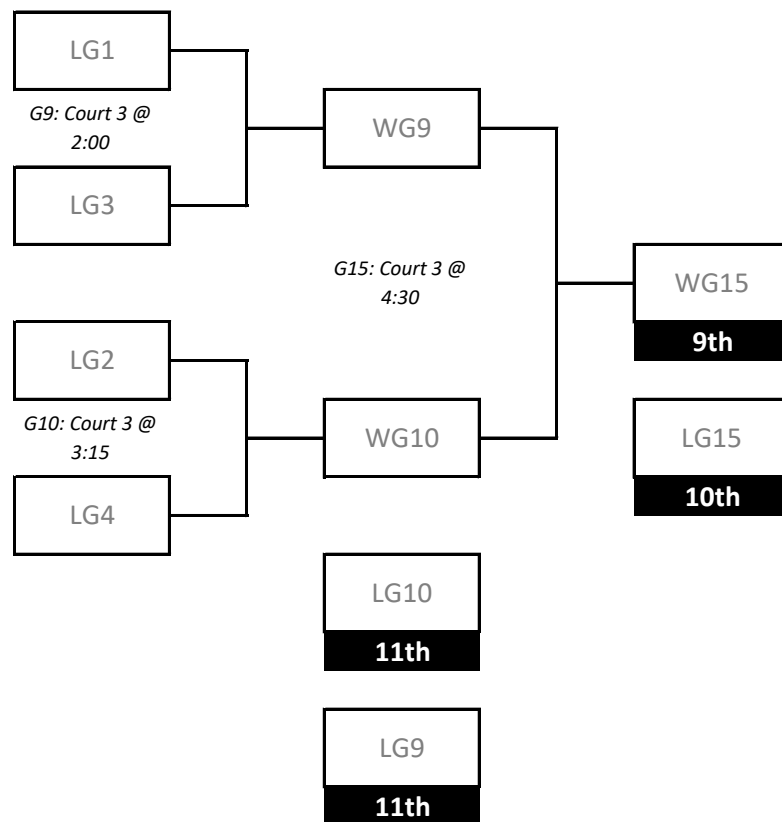 LG1
G9: Court 3 @
2:00
WG9
LG3
G15: Court 3 @
4:30
WG15
9th
LG2
G10: Court 3 @
3:15
WG10
LG15
10th
LG4
LG10
11th
LG9
11th